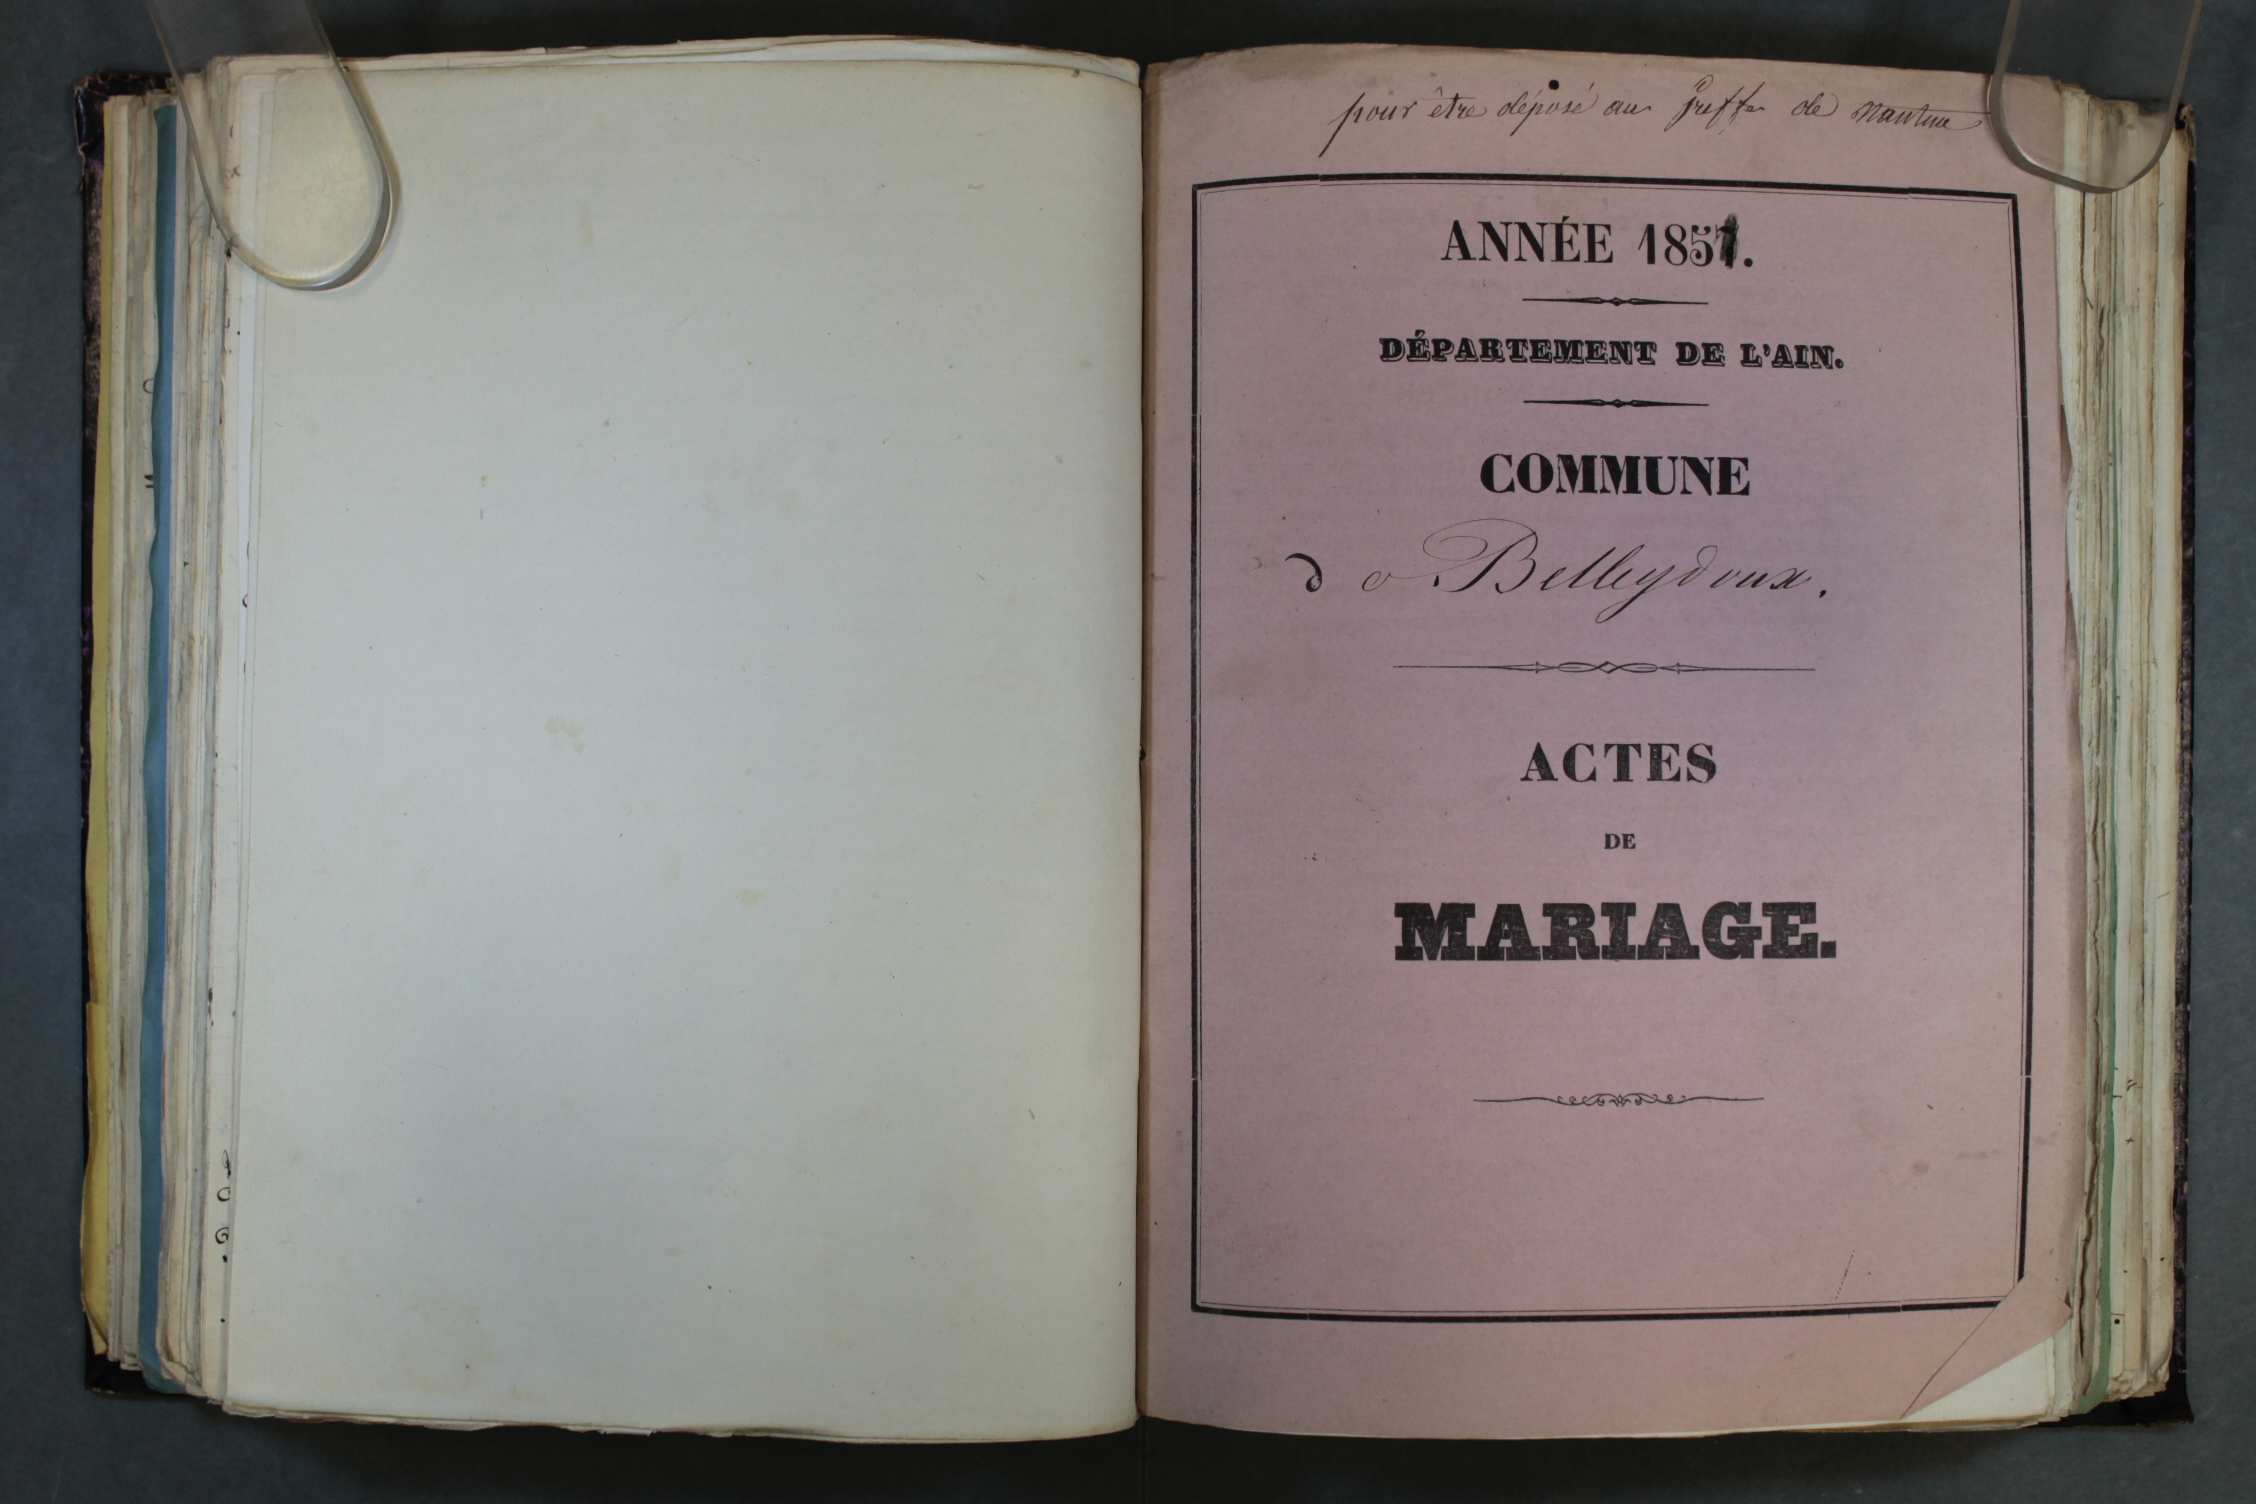 pour être déposé au Greffe de Nantua
ANNÉE 1851.
DÉPARTEMENT DE L'AIN.
COMMUNE
de Belleydoux.
ACTES
DE
MARIAGE.